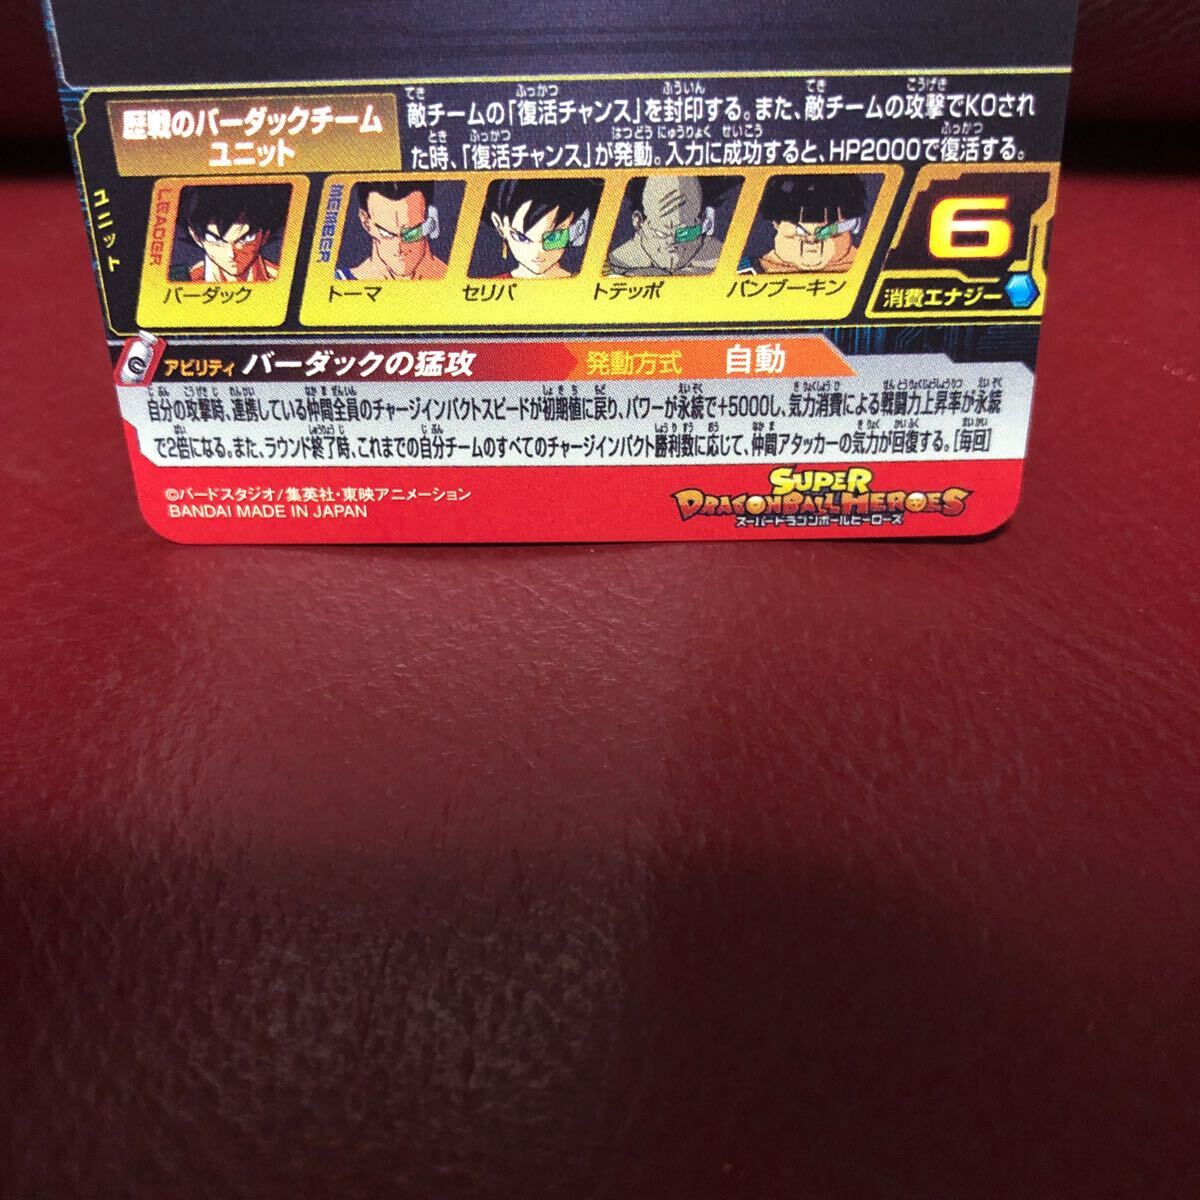 歴戦のバーダックチーム
ユニット
敵チームの「復活チャンス」を封印する。また、敵チームの攻撃でKOされ
た時、「復活チャンス」が発動。入力に成功すると、HP2000で復活する。
ユニット
LEADER
バーダック
MEMBER
トーマ
セリパ
トテッポ
パンブーキン
6
消費エナジー
アビリティ バーダックの猛攻 発動方式 自動
自分の攻撃時、連携している仲間全員のチャージインパクトスピードが初期値に戻り、パワーが永続で+5000し、気力消費による戦闘力上昇率が永続
で2倍になる。また、ラウンド終了時、これまでの自分チームのすべてのチャージインパクト勝利数に応じて、仲間アタッカーの気力が回復する。[毎回]
©バードスタジオ/集英社・東映アニメーション
BANDAI MADE IN JAPAN
SUPER
DRAGONBALL HEROES
スーパードラゴンボールヒーローズ